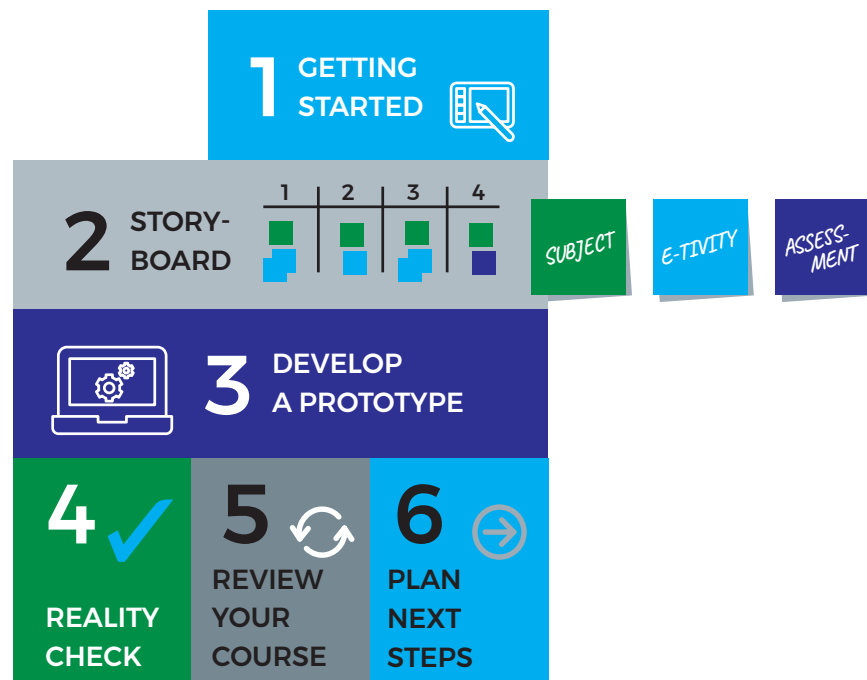 1 GETTING
STARTED
1 2 3 4
2 STORY-
BOARD
SUBJECT
E-TIVITY
ASSESS-
MENT
3 DEVELOP
A PROTOTYPE
4
REALITY
CHECK
5
REVIEW
YOUR
COURSE
6
PLAN
NEXT
STEPS